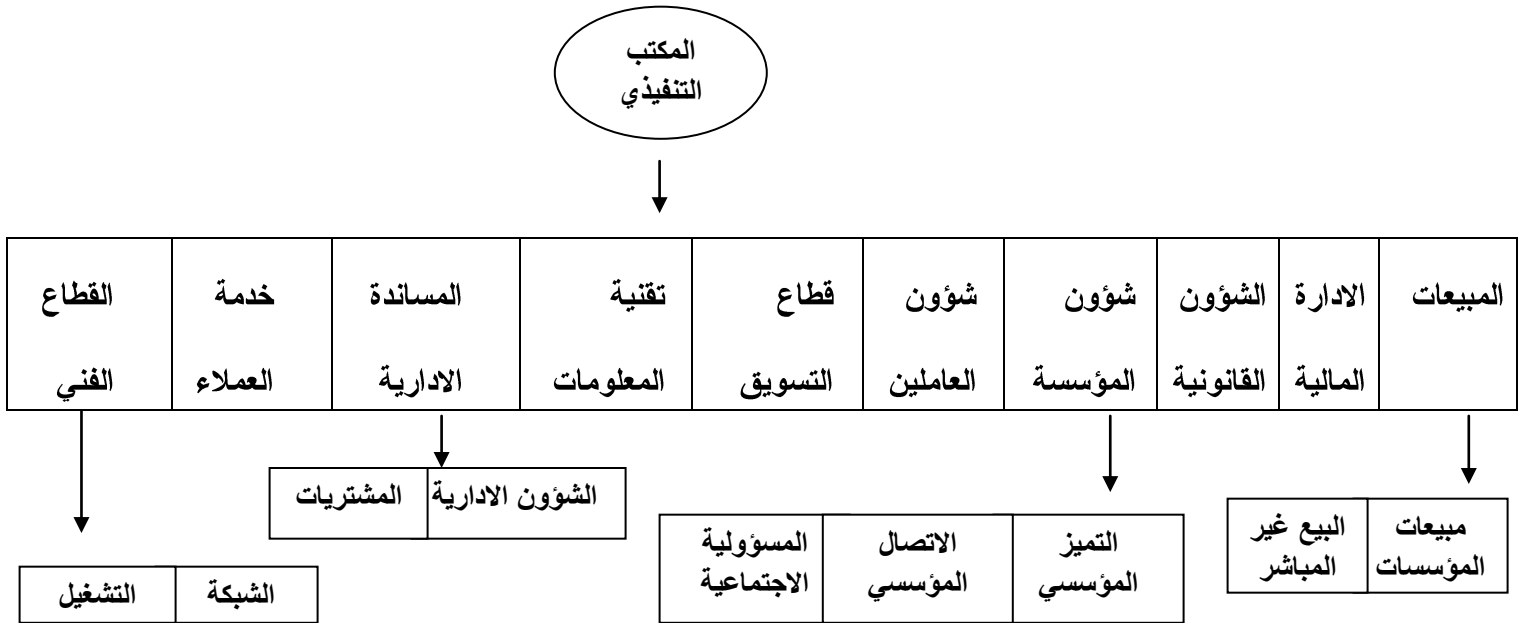 المكتب
التنفيذي
المبيعات
الادارة
المالية
الشؤون
القانونية
شؤون
المؤسسة
شؤون
العاملين
قطاع
التسويق
تقنية
المعلومات
المساندة
الادارية
خدمة
العملاء
القطاع
الفني
مبيعات
المؤسسات
البيع غير
المباشر
التميز
المؤسسي
الاتصال
المؤسسي
المسؤولية
الاجتماعية
الشؤون الادارية
المشتريات
الشبكة
التشغيل